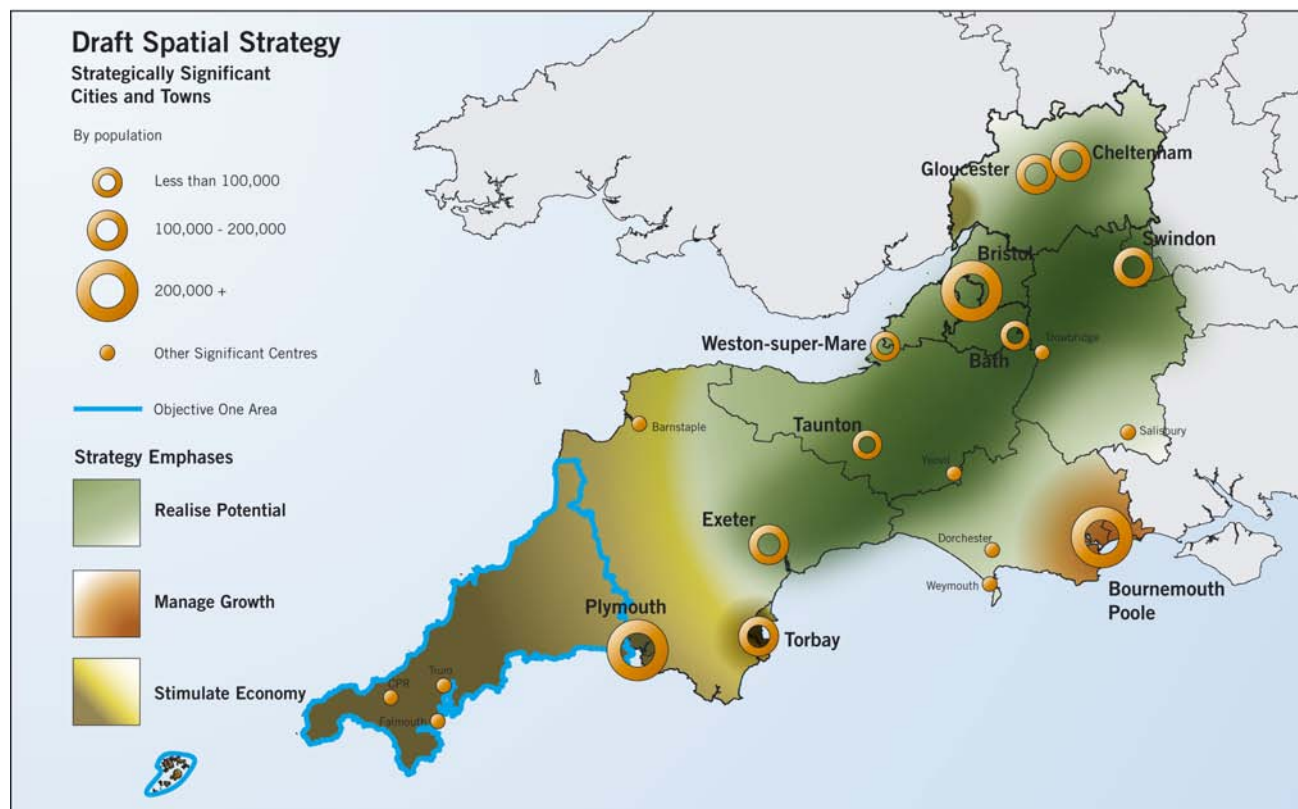 Draft Spatial Strategy
Strategically Significant
Cities and Towns
By population
Less than 100,000
100,000 - 200,000
200,000 +
Other Significant Centres
Objective One Area
Strategy Emphases
Realise Potential
Manage Growth
Stimulate Economy
Gloucester
Cheltenham
Swindon
Bristol
Weston-super-Mare
Bath
Trowbridge
Barnstaple
Taunton
Salisbury
Yeovil
Exeter
Dorchester
Weymouth
Bournemouth
Poole
Plymouth
Torbay
Truro
CPR
Falmouth